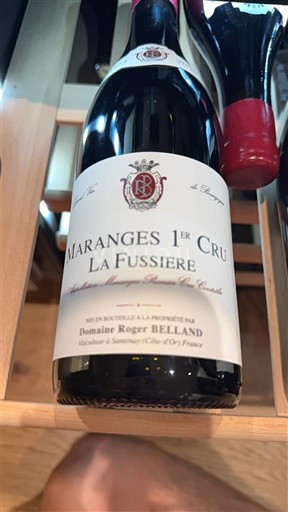 Grand Vin de Bourgogne
MARANGES 1ER CRU
LA FUSSIERE
Appellation Maranges Premier Cru Contrôlée
MIS EN BOUTEILLE A LA PROPRIÉTÉ PAR
Domaine Roger BELLAND
Viticulteur à Santenay (Côte-d'Or) France